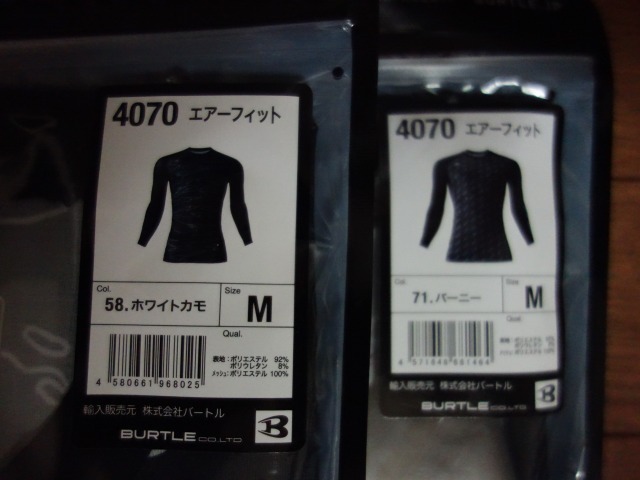 4070 エアーフィット
Col.
58.ホワイトカモ
Size
M
Qual.
表地：ポリエステル 92%
ポリウレタン 8%
メッシュ：ポリエステル 100%
4 580661 968025
輸入販売元 株式会社バートル
BURTLE CO.LTD
B
4070 エアーフィット
Col.
71.バーニー
Size
M
Qual.
輸入販売元 株式会社バートル
BURTLE CO.LTD
B